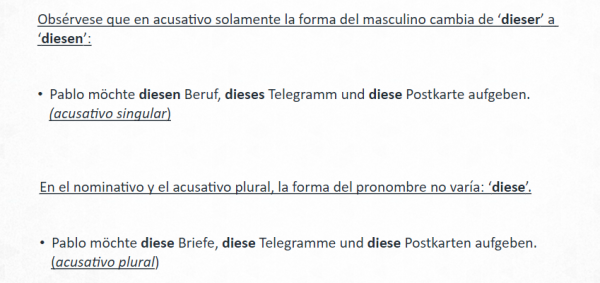 Obsérvese que en acusativo solamente la forma del masculino cambia de ‘dieser’ a
‘diesen’:
• Pablo möchte diesen Beruf, dieses Telegramm und diese Postkarte aufgeben.
(acusativo singular)
En el nominativo y el acusativo plural, la forma del pronombre no varía: ‘diese’.
• Pablo möchte diese Briefe, diese Telegramme und diese Postkarten aufgeben.
(acusativo plural)